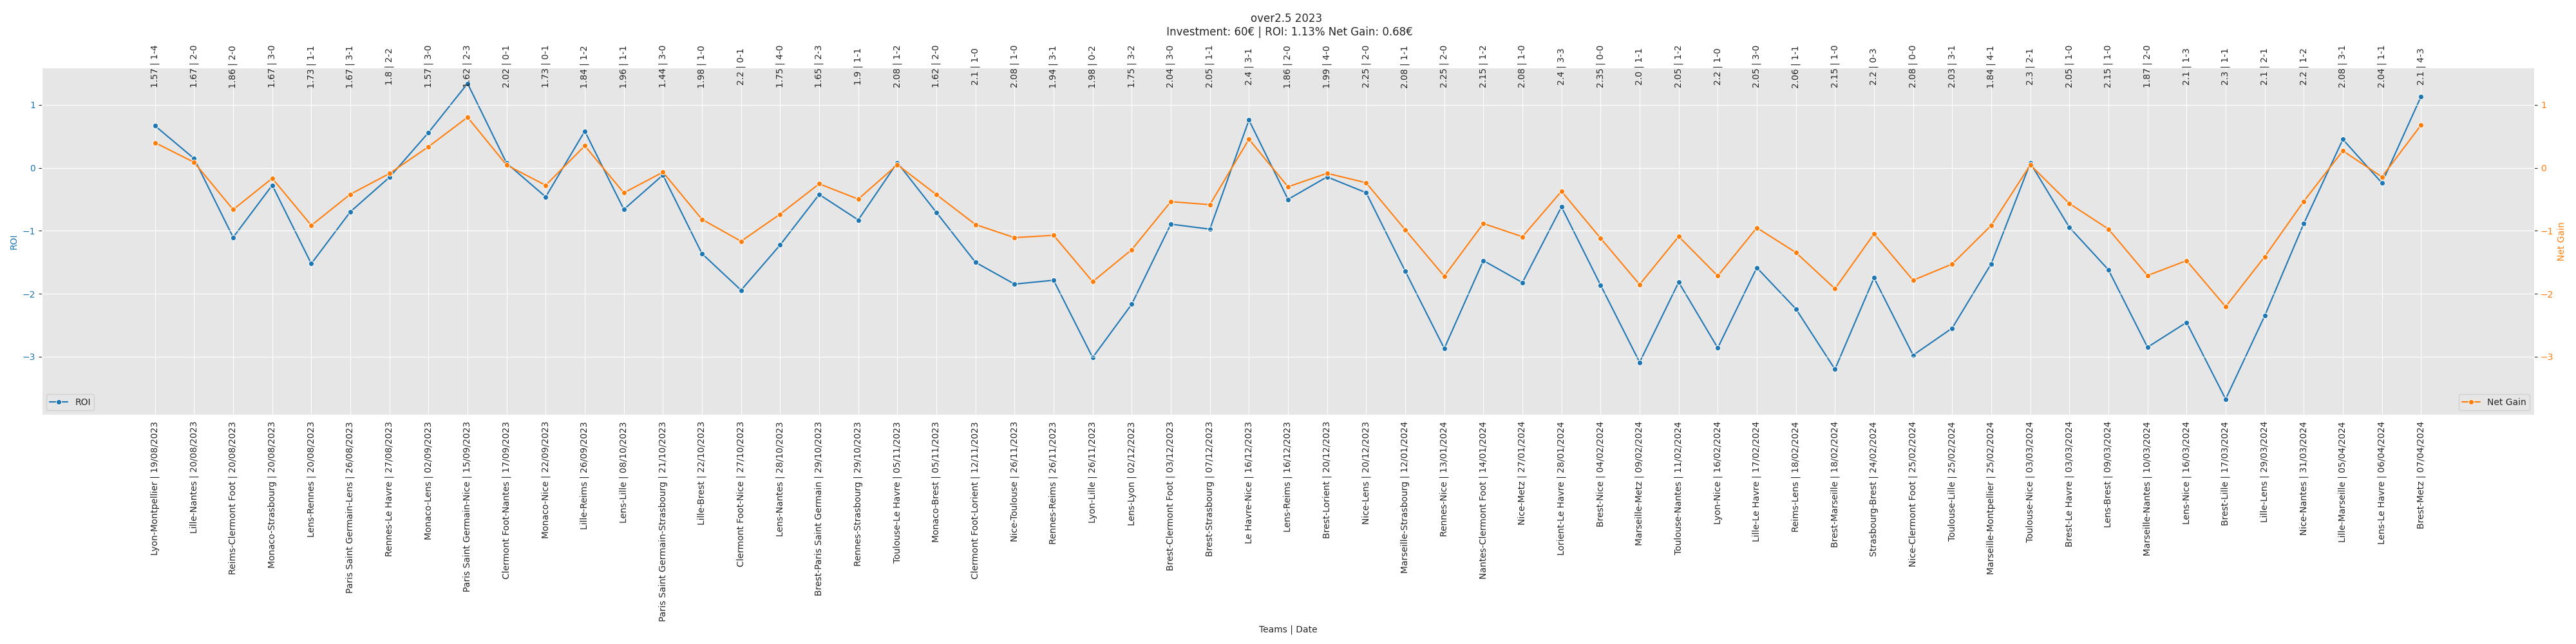 over2.5 2023
Investment: 60€ | ROI: 1.13% Net Gain: 0.68€
1.57 | 1-4
1.67 | 2-0
1.86 | 2-0
1.67 | 3-0
1.73 | 1-1
1.67 | 3-1
1.8 | 2-2
1.57 | 3-0
1.62 | 2-3
2.02 | 0-1
1.73 | 0-1
1.84 | 1-2
1.96 | 1-1
1.44 | 3-0
1.98 | 1-0
2.2 | 0-1
1.75 | 4-0
1.65 | 2-3
1.9 | 1-1
2.08 | 1-2
1.62 | 2-0
2.1 | 1-0
2.08 | 1-0
1.94 | 3-1
1.98 | 0-2
1.75 | 3-2
2.04 | 3-0
2.05 | 1-1
2.4 | 3-1
1.86 | 2-0
1.99 | 4-0
2.25 | 2-0
2.08 | 1-1
2.25 | 2-0
2.15 | 1-2
2.08 | 1-0
2.4 | 3-3
2.35 | 0-0
2.0 | 1-1
2.05 | 1-2
2.2 | 1-0
2.05 | 3-0
2.06 | 1-1
2.15 | 1-0
2.2 | 0-3
2.08 | 0-0
2.03 | 3-1
1.84 | 4-1
2.3 | 2-1
2.05 | 1-0
2.15 | 1-0
1.87 | 2-0
2.1 | 1-3
2.3 | 1-1
2.1 | 2-1
2.2 | 1-2
2.08 | 3-1
2.04 | 1-1
2.1 | 4-3
1
0
−1
−2
−3
ROI
1
0
−1
−2
−3
Net Gain
ROI
Net Gain
Lyon-Montpellier | 19/08/2023
Lille-Nantes | 20/08/2023
Reims-Clermont Foot | 20/08/2023
Monaco-Strasbourg | 20/08/2023
Lens-Rennes | 20/08/2023
Paris Saint Germain-Lens | 26/08/2023
Rennes-Le Havre | 27/08/2023
Monaco-Lens | 02/09/2023
Paris Saint Germain-Nice | 15/09/2023
Clermont Foot-Nantes | 17/09/2023
Monaco-Nice | 22/09/2023
Lille-Reims | 26/09/2023
Lens-Lille | 08/10/2023
Paris Saint Germain-Strasbourg | 21/10/2023
Lille-Brest | 22/10/2023
Clermont Foot-Nice | 27/10/2023
Lens-Nantes | 28/10/2023
Brest-Paris Saint Germain | 29/10/2023
Rennes-Strasbourg | 29/10/2023
Toulouse-Le Havre | 05/11/2023
Monaco-Brest | 05/11/2023
Clermont Foot-Lorient | 12/11/2023
Nice-Toulouse | 26/11/2023
Rennes-Reims | 26/11/2023
Lyon-Lille | 26/11/2023
Lens-Lyon | 02/12/2023
Brest-Clermont Foot | 03/12/2023
Brest-Strasbourg | 07/12/2023
Le Havre-Nice | 16/12/2023
Lens-Reims | 16/12/2023
Brest-Lorient | 20/12/2023
Nice-Lens | 20/12/2023
Marseille-Strasbourg | 12/01/2024
Rennes-Nice | 13/01/2024
Nantes-Clermont Foot | 14/01/2024
Nice-Metz | 27/01/2024
Lorient-Le Havre | 28/01/2024
Brest-Nice | 04/02/2024
Marseille-Metz | 09/02/2024
Toulouse-Nantes | 11/02/2024
Lyon-Nice | 16/02/2024
Lille-Le Havre | 17/02/2024
Reims-Lens | 18/02/2024
Brest-Marseille | 18/02/2024
Strasbourg-Brest | 24/02/2024
Nice-Clermont Foot | 25/02/2024
Toulouse-Lille | 25/02/2024
Marseille-Montpellier | 25/02/2024
Toulouse-Nice | 03/03/2024
Brest-Le Havre | 03/03/2024
Lens-Brest | 09/03/2024
Marseille-Nantes | 10/03/2024
Lens-Nice | 16/03/2024
Brest-Lille | 17/03/2024
Lille-Lens | 29/03/2024
Nice-Nantes | 31/03/2024
Lille-Marseille | 05/04/2024
Lens-Le Havre | 06/04/2024
Brest-Metz | 07/04/2024
Teams | Date